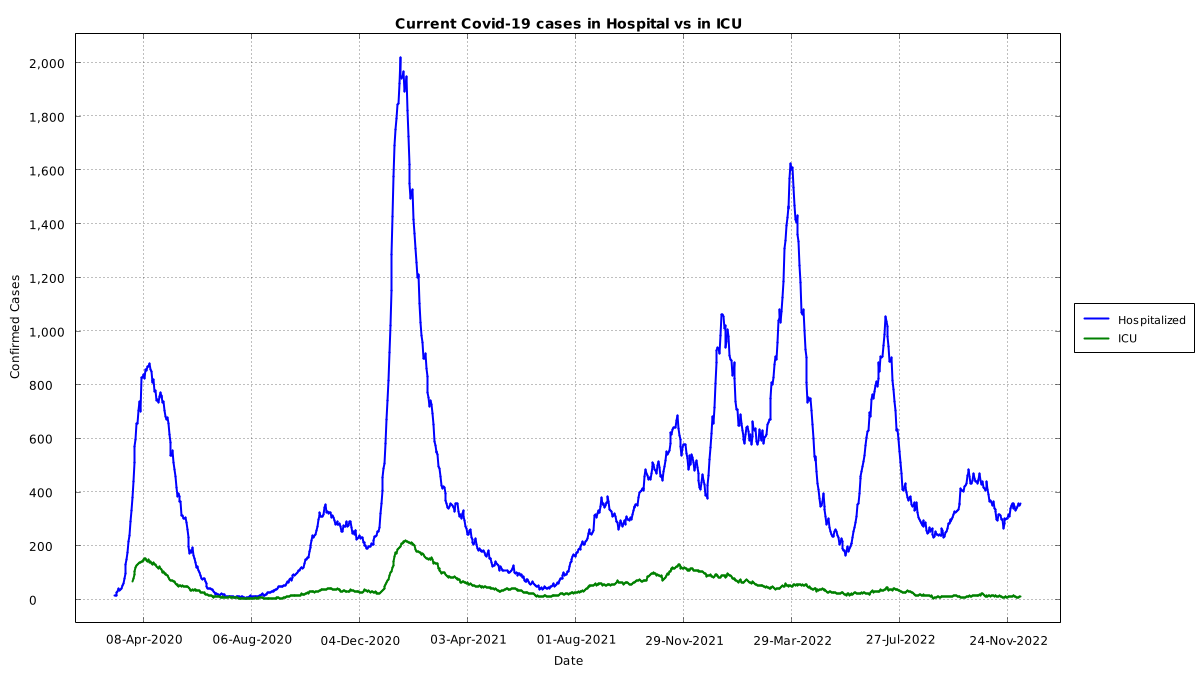 Current Covid-19 cases in Hospital vs in ICU
2,000
1,800
1,600
1,400
1,200
1,000
800
600
400
200
0
Confirmed Cases
08-Apr-2020 06-Aug-2020 04-Dec-2020 03-Apr-2021 01-Aug-2021 29-Nov-2021 29-Mar-2022 27-Jul-2022 24-Nov-2022
Date
Hospitalized
ICU